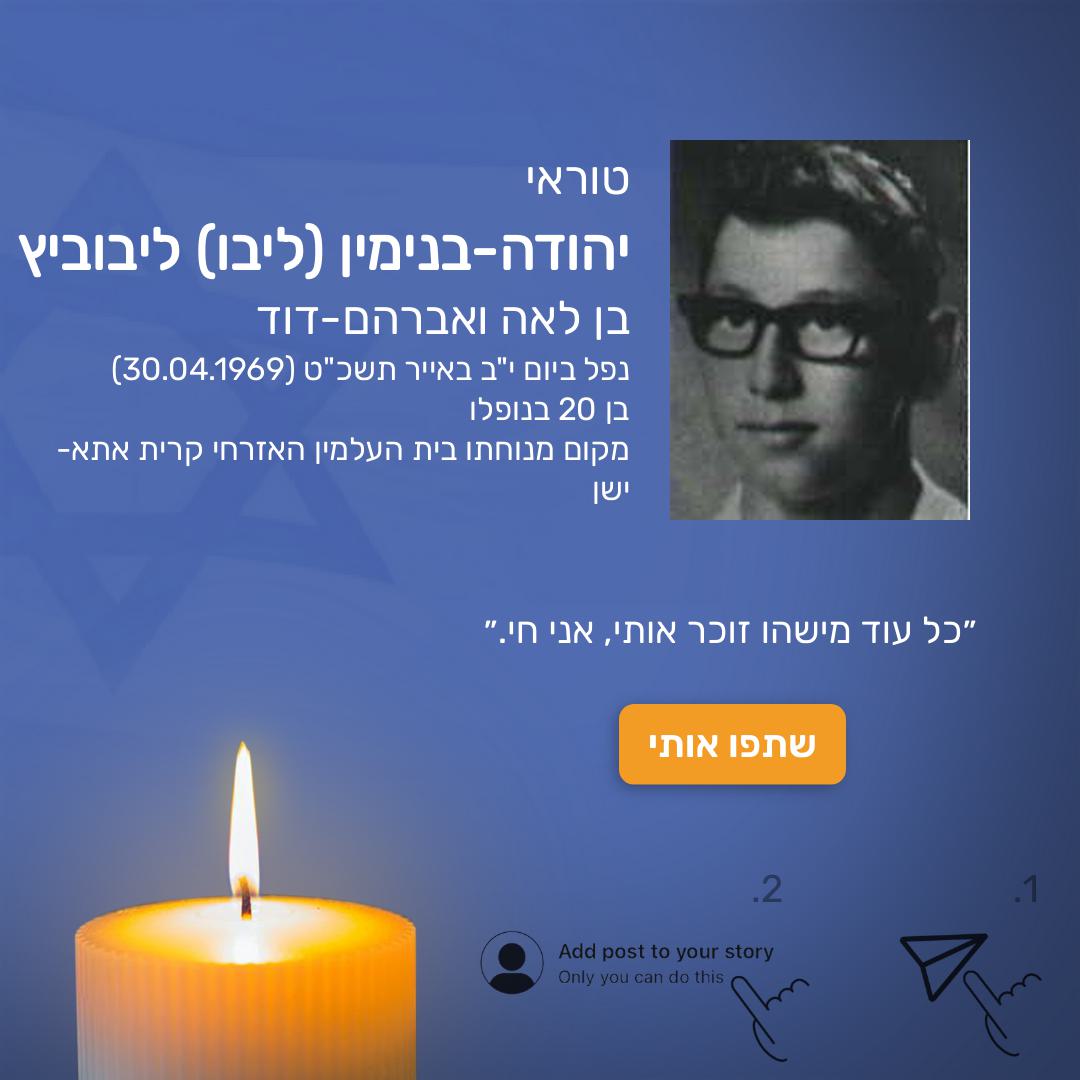 טוראי
יהודה-בנימין (ליבו) ליבוביץ
בן לאה ואברהם-דוד
נפל ביום י"ב באייר תשכ"ט (30.04.1969)
בן 20 בנופלו
מקום מנוחתו בית העלמין האזרחי קרית אתא-
ישן
״כל עוד מישהו זוכר אותי, אני חי.״
שתפו אותי
1.
2.
Add post to your story
Only you can do this